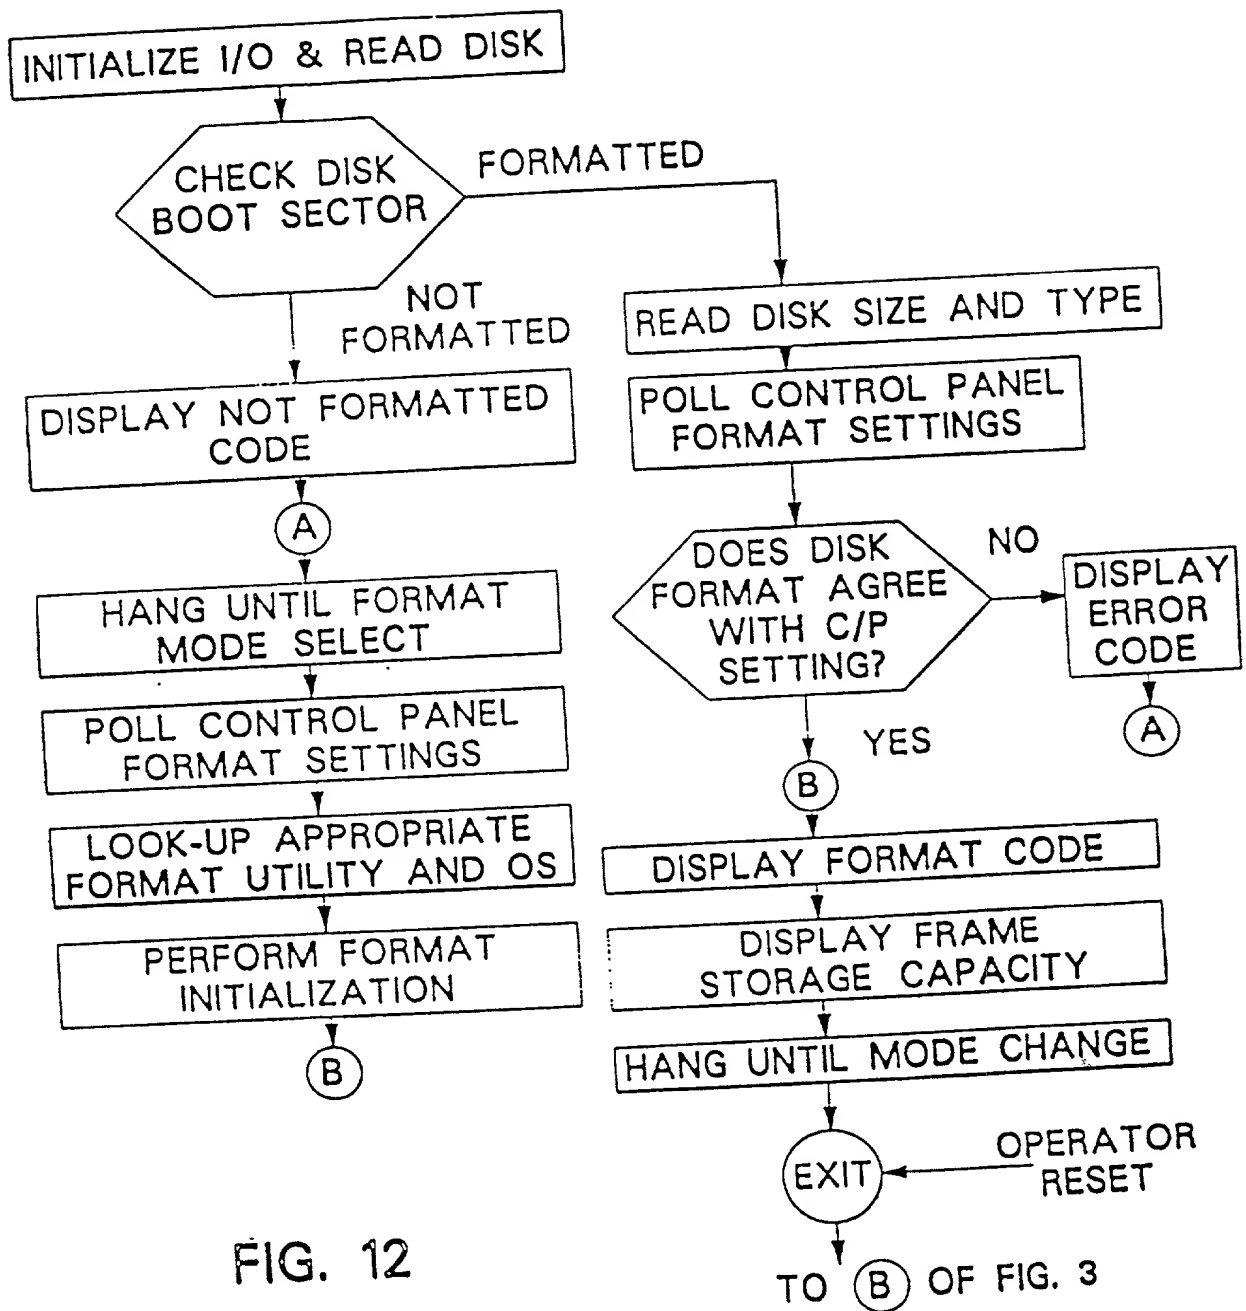 INITIALIZE I/O & READ DISK
CHECK DISK
BOOT SECTOR
FORMATTED
NOT
FORMATTED
DISPLAY NOT FORMATTED
CODE
A
HANG UNTIL FORMAT
MODE SELECT
POLL CONTROL PANEL
FORMAT SETTINGS
LOOK-UP APPROPRIATE
FORMAT UTILITY AND OS
PERFORM FORMAT
INITIALIZATION
B
READ DISK SIZE AND TYPE
POLL CONTROL PANEL
FORMAT SETTINGS
DOES DISK
FORMAT AGREE
WITH C/P
SETTING?
NO
DISPLAY
ERROR
CODE
A
YES
B
DISPLAY FORMAT CODE
DISPLAY FRAME
STORAGE CAPACITY
HANG UNTIL MODE CHANGE
EXIT
OPERATOR
RESET
TO B OF FIG. 3
FIG. 12